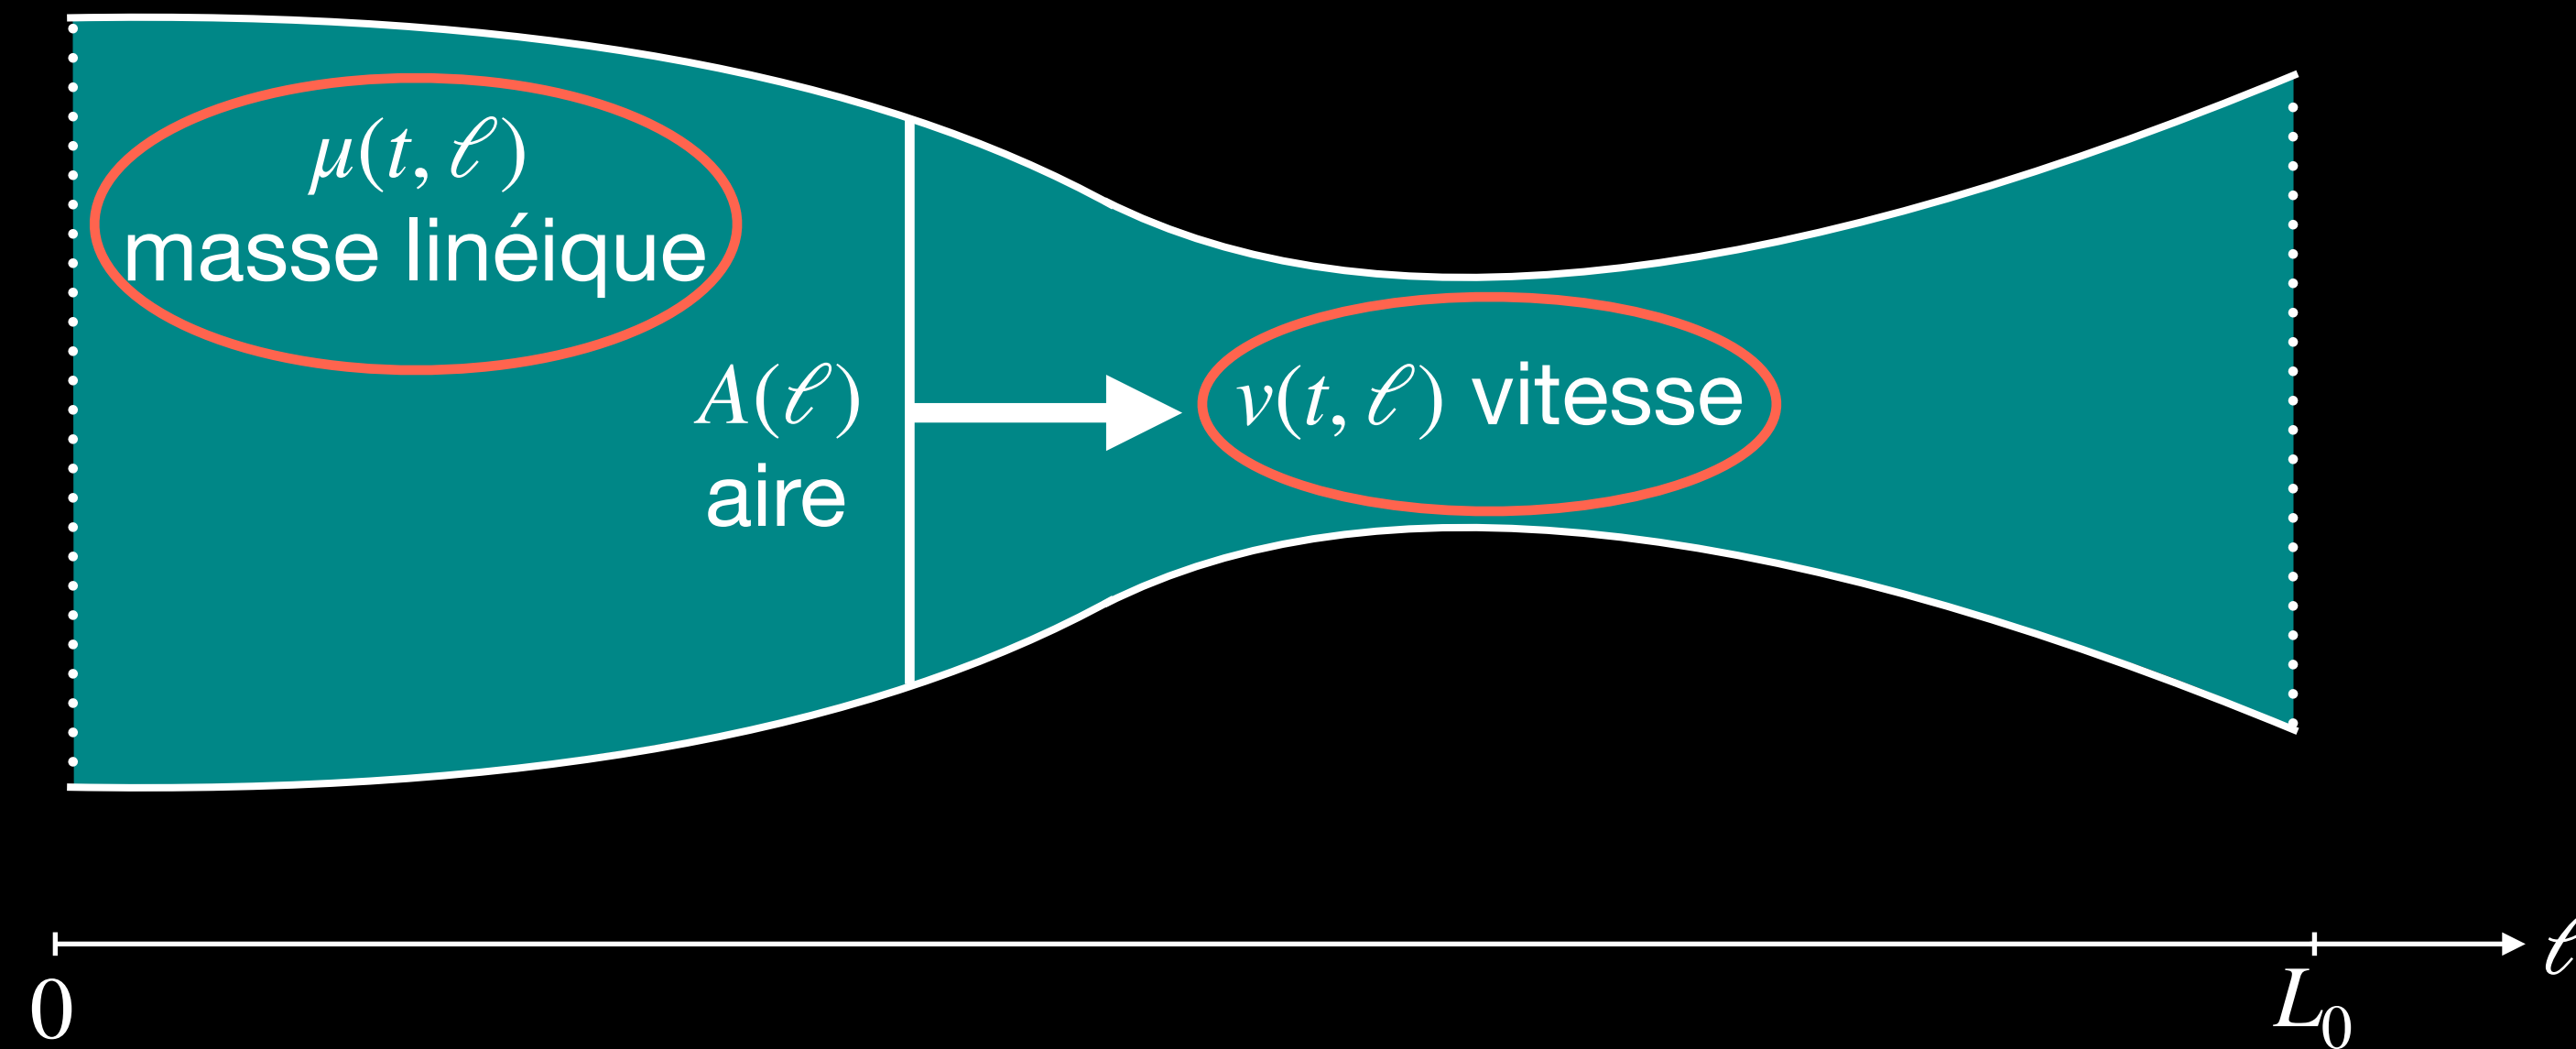 μ(t, ℓ)
masse linéique
A(ℓ)
aire
v(t, ℓ) vitesse
0
L₀
ℓ